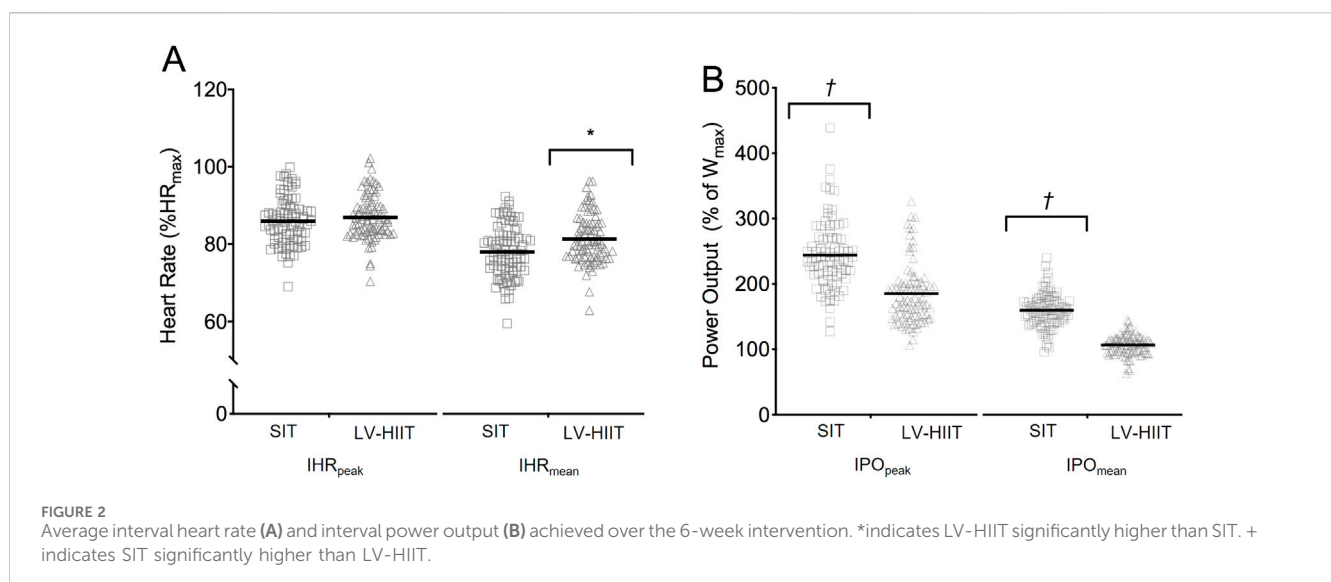 A
120
100
80
60
0
Heart Rate (%HRmax)
*
SIT
LV-HIIT
SIT
LV-HIIT
IHRpeak
IHRmean
B
500
400
300
200
100
0
Power Output (% of Wmax)
†
†
SIT
LV-HIIT
SIT
LV-HIIT
IPOpeak
IPOmean
FIGURE 2
Average interval heart rate (A) and interval power output (B) achieved over the 6-week intervention. *indicates LV-HIIT significantly higher than SIT. +
indicates SIT significantly higher than LV-HIIT.